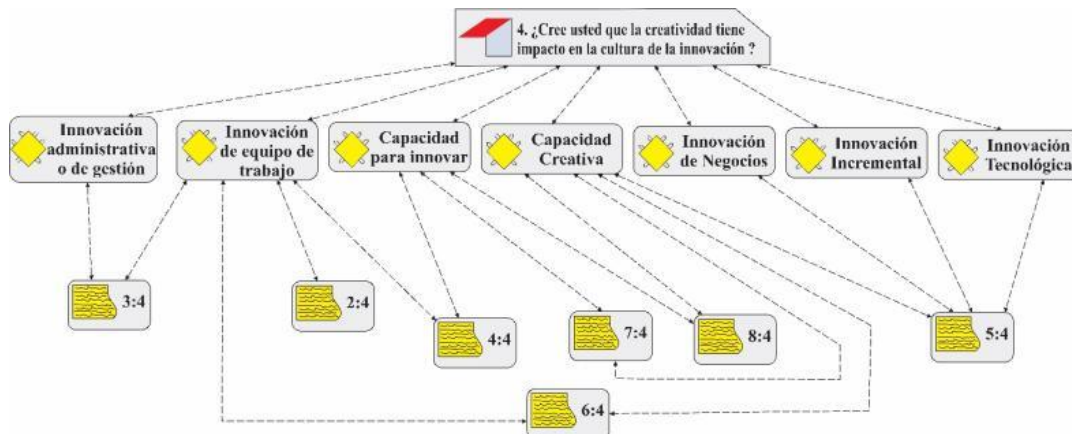 4. ¿Cree usted que la creatividad tiene
impacto en la cultura de la innovación ?
Innovación
administrativa
o de gestión
Innovación
de equipo de
trabajo
Capacidad
para innovar
Capacidad
Creativa
Innovación
de Negocios
Innovación
Incremental
Innovación
Tecnológica
3:4
2:4
4:4
7:4
8:4
5:4
6:4